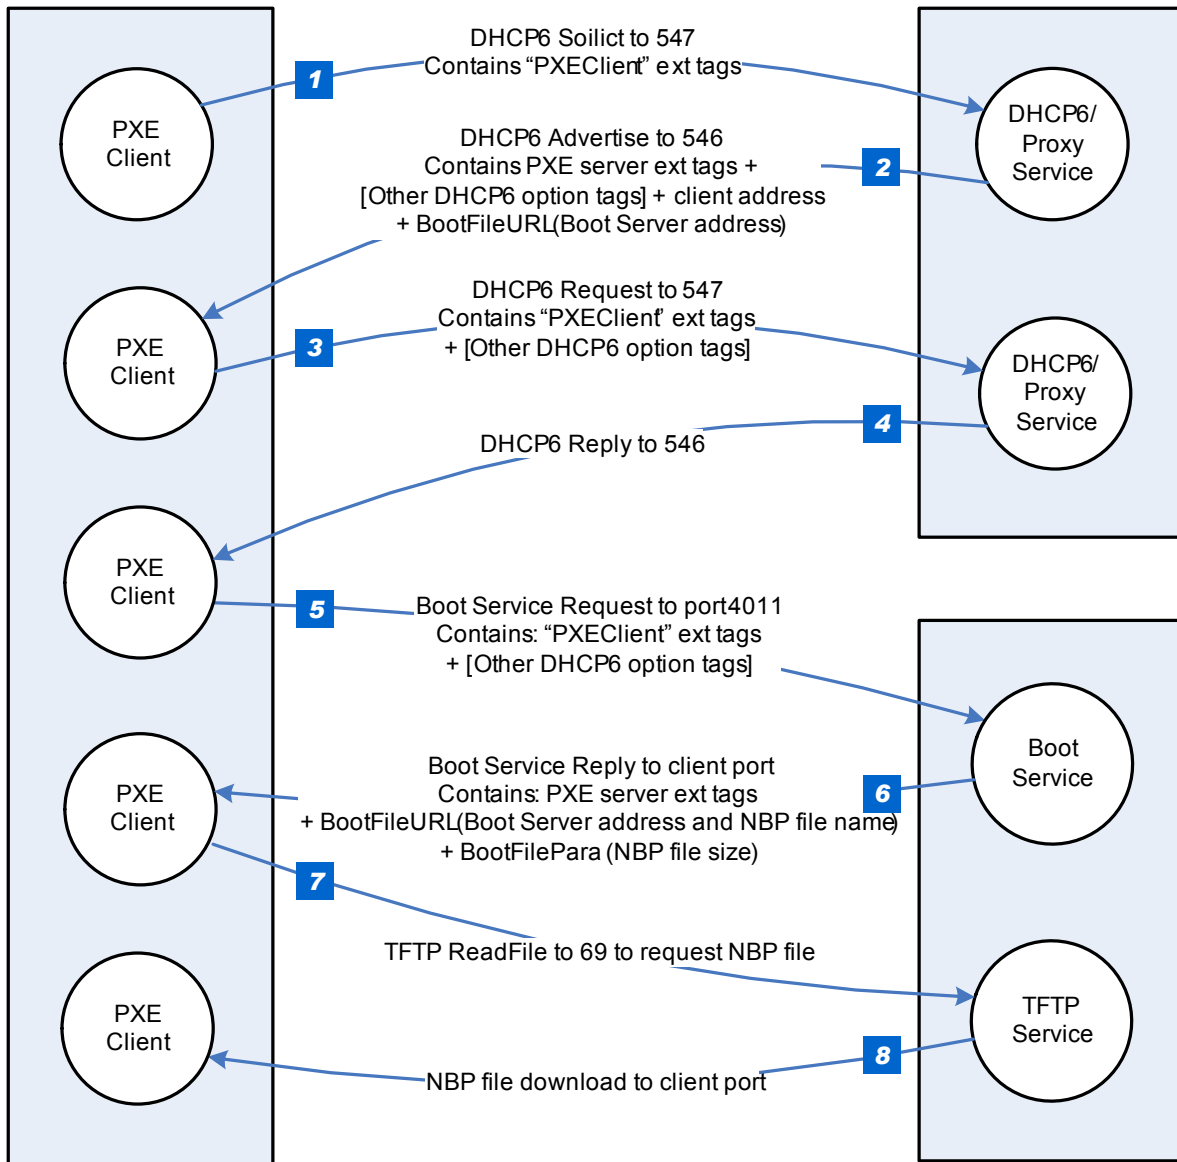 DHCP6 Soilict to 547
Contains “PXEClient” ext tags
1
PXE
Client
DHCP6/
Proxy
Service
DHCP6 Advertise to 546
Contains PXE server ext tags +
[Other DHCP6 option tags] + client address
+ BootFileURL(Boot Server address)
2
DHCP6 Request to 547
Contains “PXEClient” ext tags
+ [Other DHCP6 option tags]
3
PXE
Client
DHCP6/
Proxy
Service
4
DHCP6 Reply to 546
PXE
Client
5
Boot Service Request to port4011
Contains: “PXEClient” ext tags
+ [Other DHCP6 option tags]
Boot
Service
6
Boot Service Reply to client port
Contains: PXE server ext tags
+ BootFileURL(Boot Server address and NBP file name)
+ BootFilePara (NBP file size)
PXE
Client
7
TFTP ReadFile to 69 to request NBP file
TFTP
Service
PXE
Client
8
NBP file download to client port